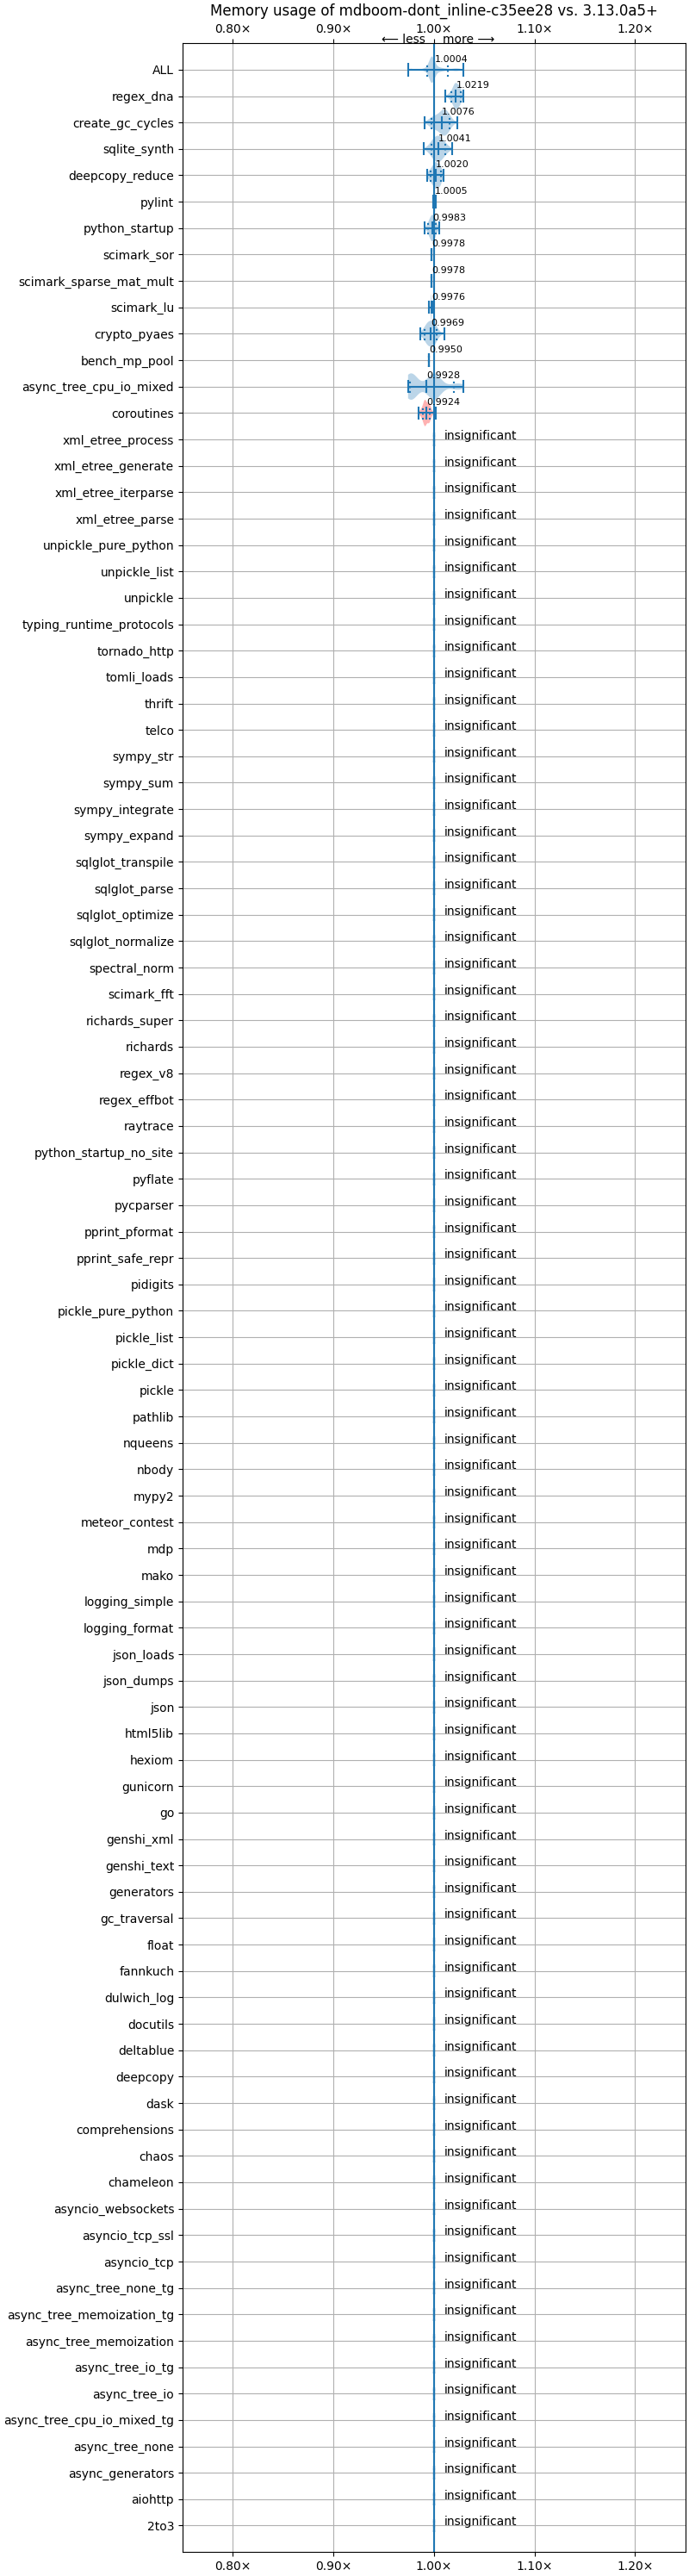 Memory usage of mdboom-dont_inline-c35ee28 vs. 3.13.0a5+
0.80× 0.90× 1.00× 1.10× 1.20×
⟵ less more ⟶
ALL 1.0004
regex_dna 1.0219
create_gc_cycles 1.0076
sqlite_synth 1.0041
deepcopy_reduce 1.0020
pylint 1.0005
python_startup 0.9983
scimark_sor 0.9978
scimark_sparse_mat_mult 0.9978
scimark_lu 0.9976
crypto_pyaes 0.9969
bench_mp_pool 0.9950
async_tree_cpu_io_mixed 0.9928
coroutines 0.9924
xml_etree_process insignificant
xml_etree_generate insignificant
xml_etree_iterparse insignificant
xml_etree_parse insignificant
unpickle_pure_python insignificant
unpickle_list insignificant
unpickle insignificant
typing_runtime_protocols insignificant
tornado_http insignificant
tomli_loads insignificant
thrift insignificant
telco insignificant
sympy_str insignificant
sympy_sum insignificant
sympy_integrate insignificant
sympy_expand insignificant
sqlglot_transpile insignificant
sqlglot_parse insignificant
sqlglot_optimize insignificant
sqlglot_normalize insignificant
spectral_norm insignificant
scimark_fft insignificant
richards_super insignificant
richards insignificant
regex_v8 insignificant
regex_effbot insignificant
raytrace insignificant
python_startup_no_site insignificant
pyflate insignificant
pycparser insignificant
pprint_pformat insignificant
pprint_safe_repr insignificant
pidigits insignificant
pickle_pure_python insignificant
pickle_list insignificant
pickle_dict insignificant
pickle insignificant
pathlib insignificant
nqueens insignificant
nbody insignificant
mypy2 insignificant
meteor_contest insignificant
mdp insignificant
mako insignificant
logging_simple insignificant
logging_format insignificant
json_loads insignificant
json_dumps insignificant
json insignificant
html5lib insignificant
hexiom insignificant
gunicorn insignificant
go insignificant
genshi_xml insignificant
genshi_text insignificant
generators insignificant
gc_traversal insignificant
float insignificant
fannkuch insignificant
dulwich_log insignificant
docutils insignificant
deltablue insignificant
deepcopy insignificant
dask insignificant
comprehensions insignificant
chaos insignificant
chameleon insignificant
asyncio_websockets insignificant
asyncio_tcp_ssl insignificant
asyncio_tcp insignificant
async_tree_none_tg insignificant
async_tree_memoization_tg insignificant
async_tree_memoization insignificant
async_tree_io_tg insignificant
async_tree_io insignificant
async_tree_cpu_io_mixed_tg insignificant
async_tree_none insignificant
async_generators insignificant
aiohttp insignificant
2to3 insignificant
0.80× 0.90× 1.00× 1.10× 1.20×